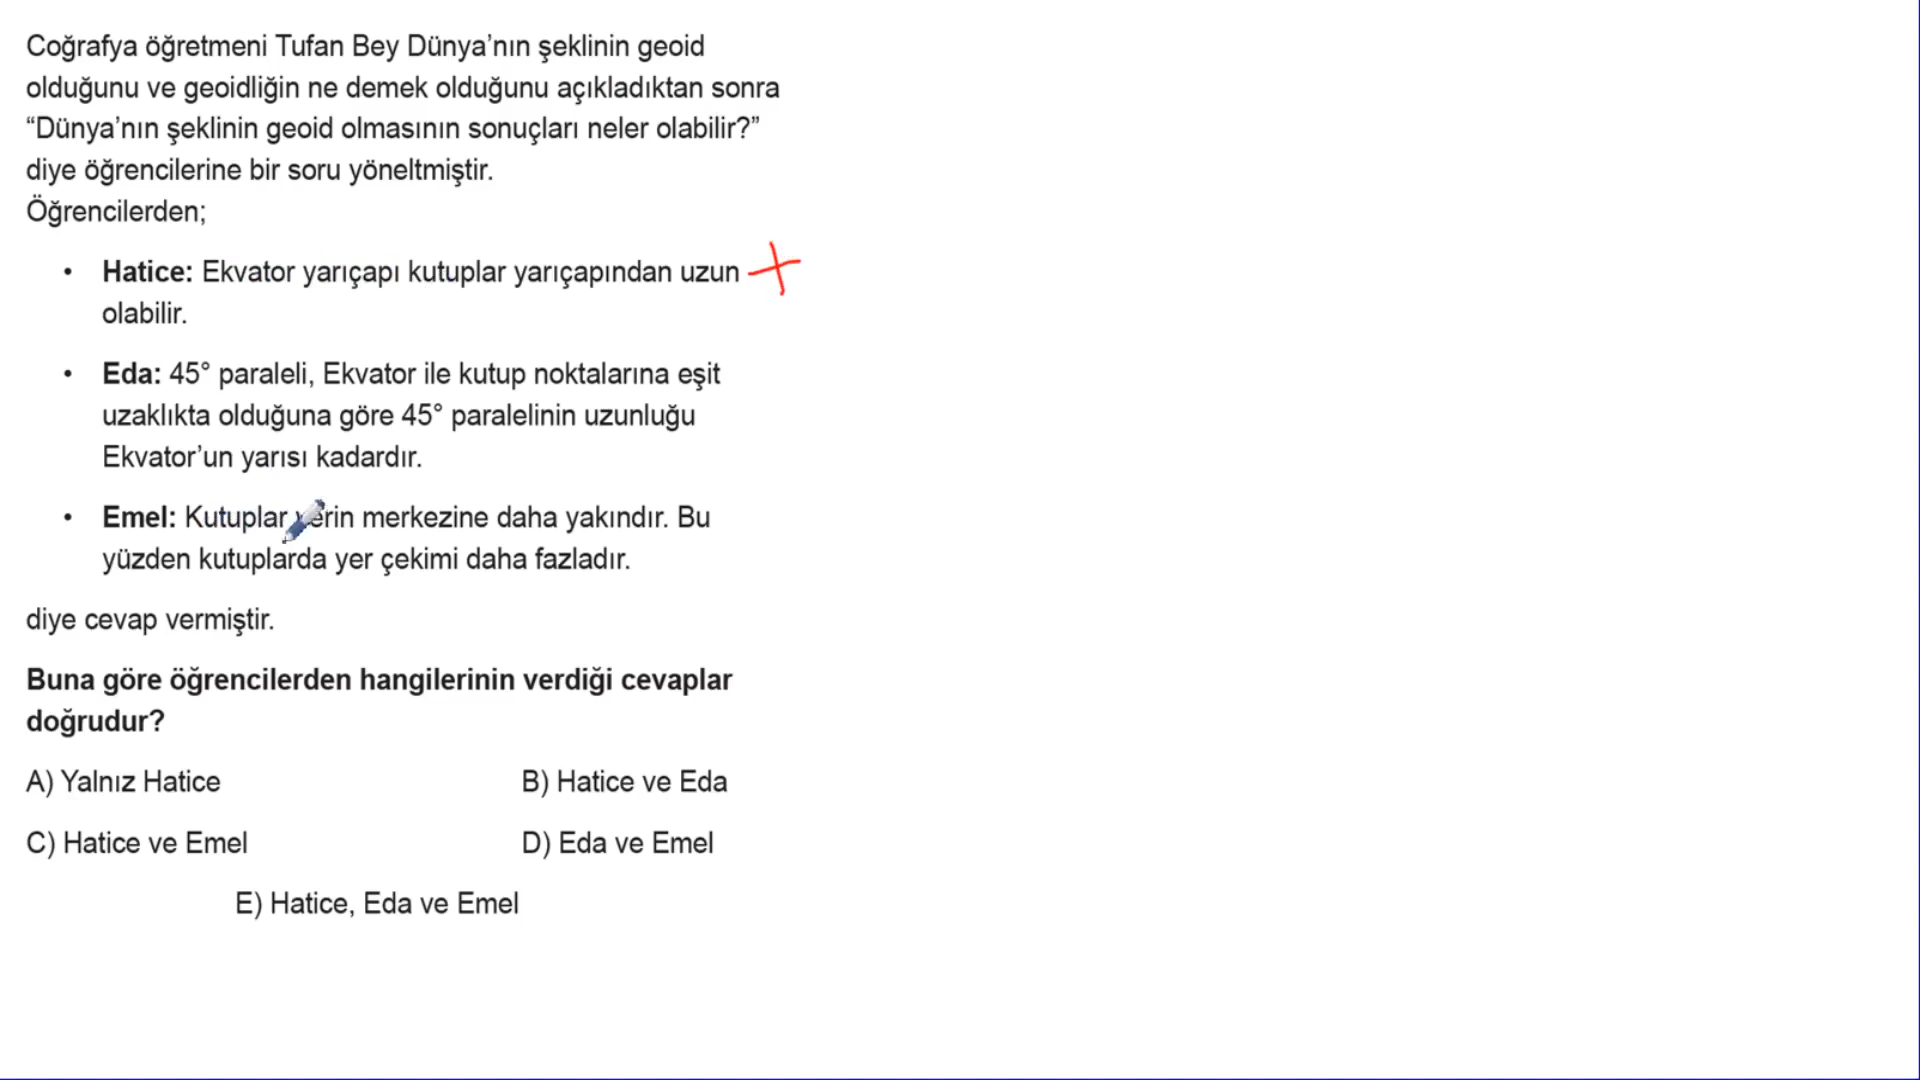 Coğrafya öğretmeni Tufan Bey Dünya’nın şeklinin geoid
olduğunu ve geoidliğin ne demek olduğunu açıkladıktan sonra
“Dünya’nın şeklinin geoid olmasının sonuçları neler olabilir?”
diye öğrencilerine bir soru yöneltmiştir.
Öğrencilerden;
• Hatice: Ekvator yarıçapı kutuplar yarıçapından uzun
olabilir.
• Eda: 45° paraleli, Ekvator ile kutup noktalarına eşit
uzaklıkta olduğuna göre 45° paralelinin uzunluğu
Ekvator’un yarısı kadardır.
• Emel: Kutuplar yerin merkezine daha yakındır. Bu
yüzden kutuplarda yer çekimi daha fazladır.
diye cevap vermiştir.
Buna göre öğrencilerden hangilerinin verdiği cevaplar
doğrudur?
A) Yalnız Hatice
B) Hatice ve Eda
C) Hatice ve Emel
D) Eda ve Emel
E) Hatice, Eda ve Emel